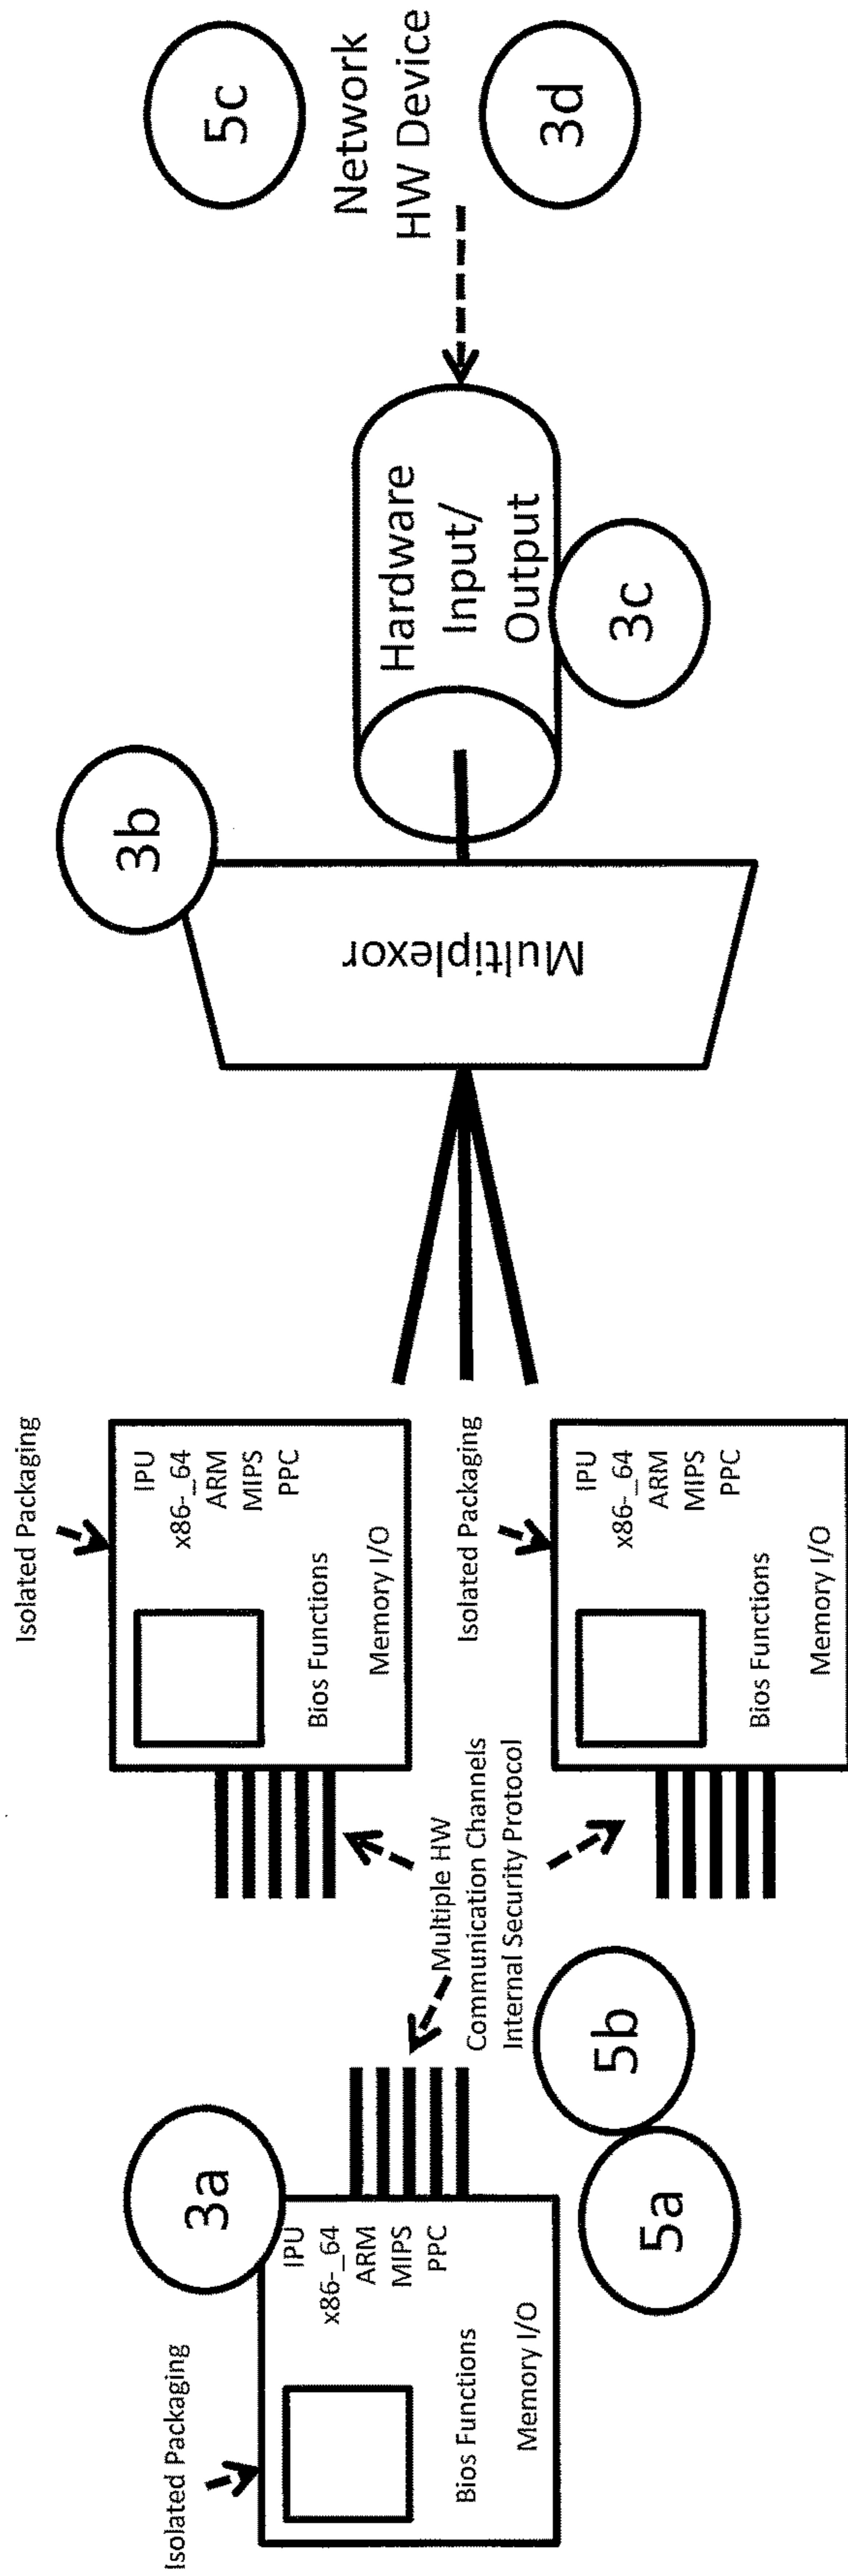 Isolated Packaging
3a
IPU
x86-_64
ARM
MIPS
PPC
Bios Functions
Memory I/O
5a
5b
Multiple HW
Communication Channels
Internal Security Protocol
Isolated Packaging
IPU
x86-_64
ARM
MIPS
PPC
Bios Functions
Memory I/O
Isolated Packaging
IPU
x86-_64
ARM
MIPS
PPC
Bios Functions
Memory I/O
3b
Multiplexor
Hardware
Input/
Output
3c
5c
Network
HW Device
3d